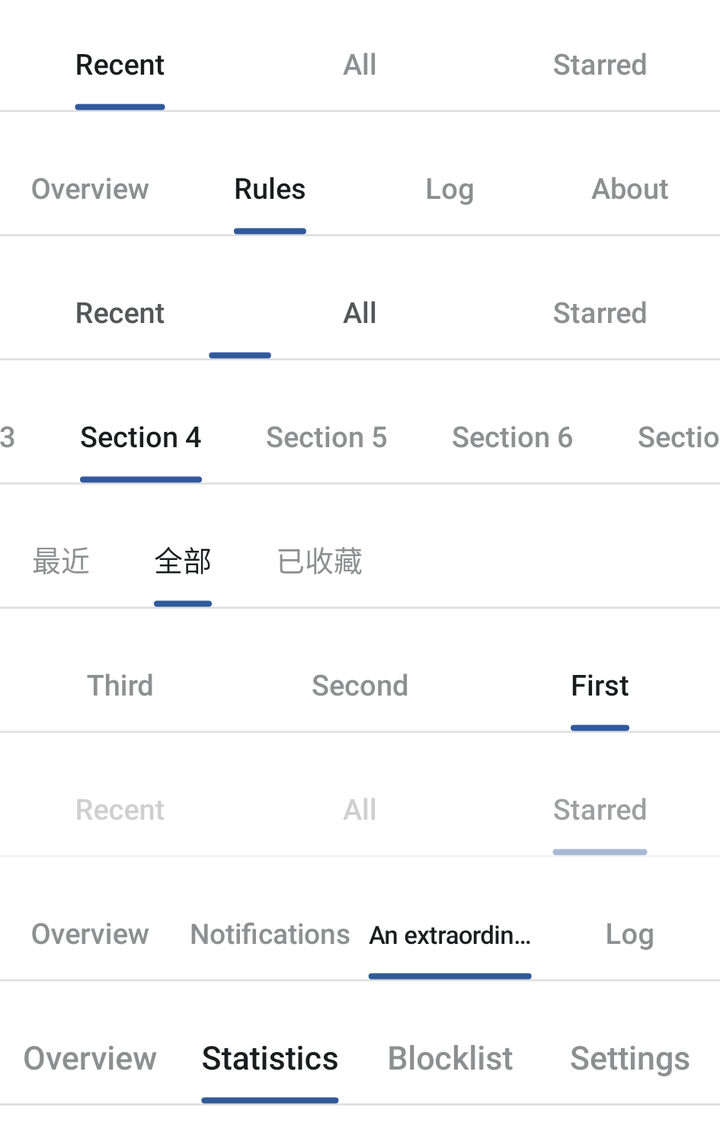 Recent All Starred
Overview Rules Log About
Recent All Starred
3 Section 4 Section 5 Section 6 Sectio
最近 全部 已收藏
Third Second First
Recent All Starred
Overview Notifications An extraordin... Log
Overview Statistics Blocklist Settings